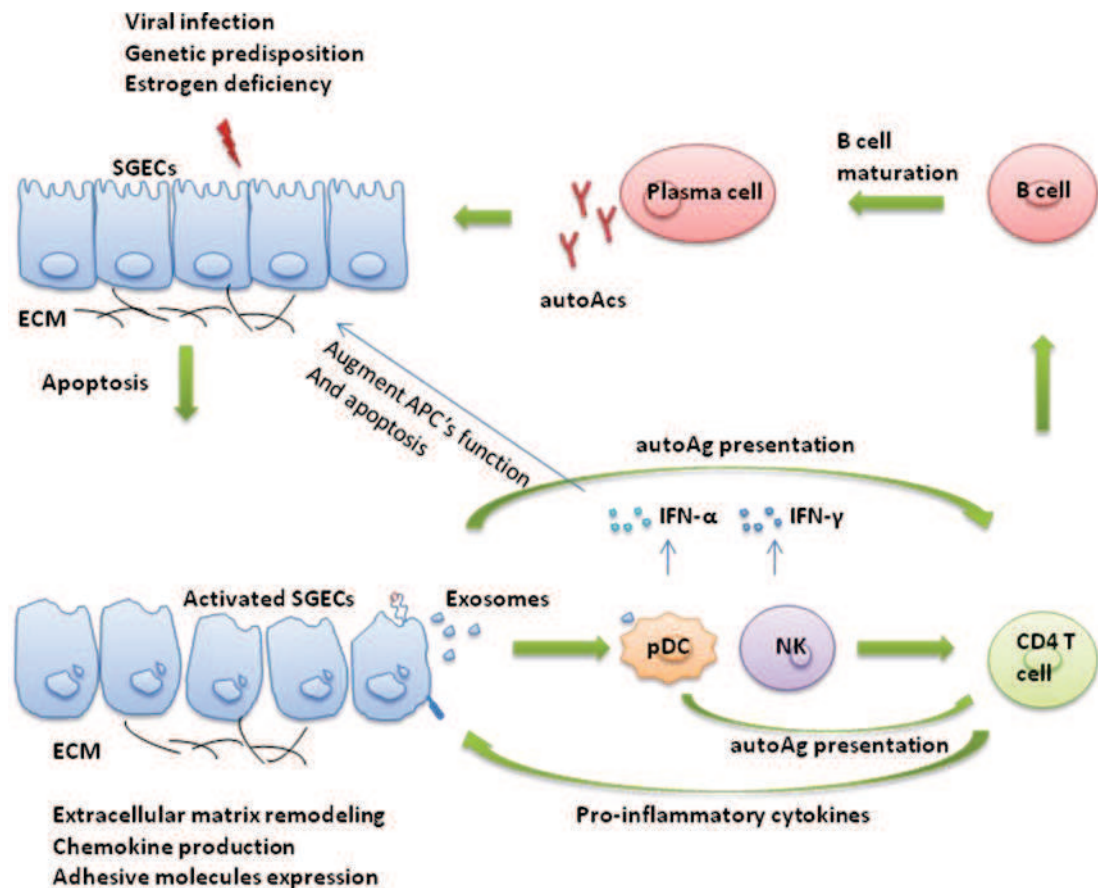 Viral infection
Genetic predisposition
Estrogen deficiency
SGECs
B cell
maturation
Plasma cell
B cell
autoAcs
ECM
Apoptosis
Augment APC's function
And apoptosis
autoAg presentation
IFN-α
IFN-γ
Activated SGECs
Exosomes
pDC
NK
CD4 T
cell
ECM
autoAg presentation
Pro-inflammatory cytokines
Extracellular matrix remodeling
Chemokine production
Adhesive molecules expression